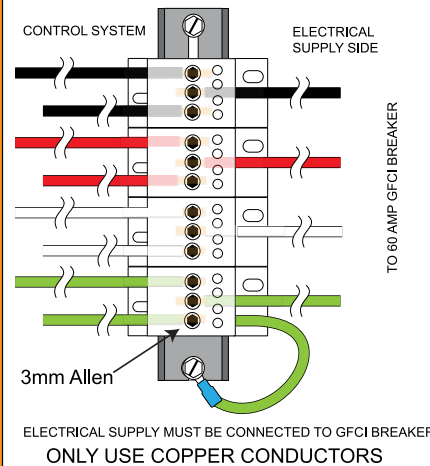 CONTROL SYSTEM
ELECTRICAL
SUPPLY SIDE
TO 60 AMP GFCI BREAKER
3mm Allen
ELECTRICAL SUPPLY MUST BE CONNECTED TO GFCI BREAKER
ONLY USE COPPER CONDUCTORS